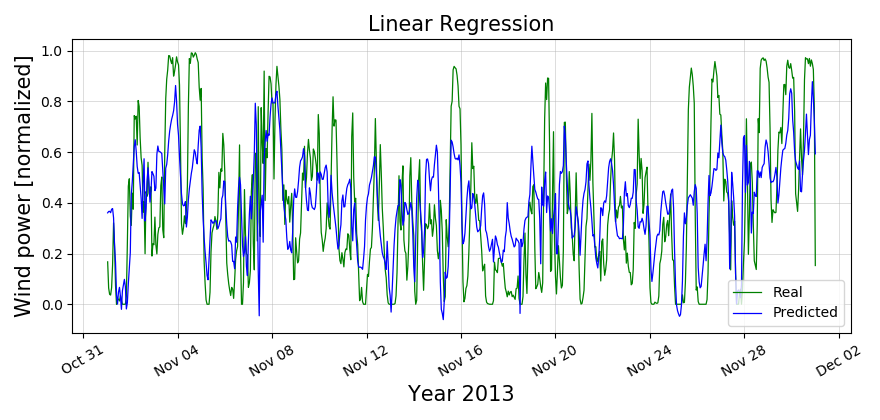 Linear Regression
Wind power [normalized]
1.0
0.8
0.6
0.4
0.2
0.0
Real
Predicted
Oct 31
Nov 04
Nov 08
Nov 12
Nov 16
Nov 20
Nov 24
Nov 28
Dec 02
Year 2013